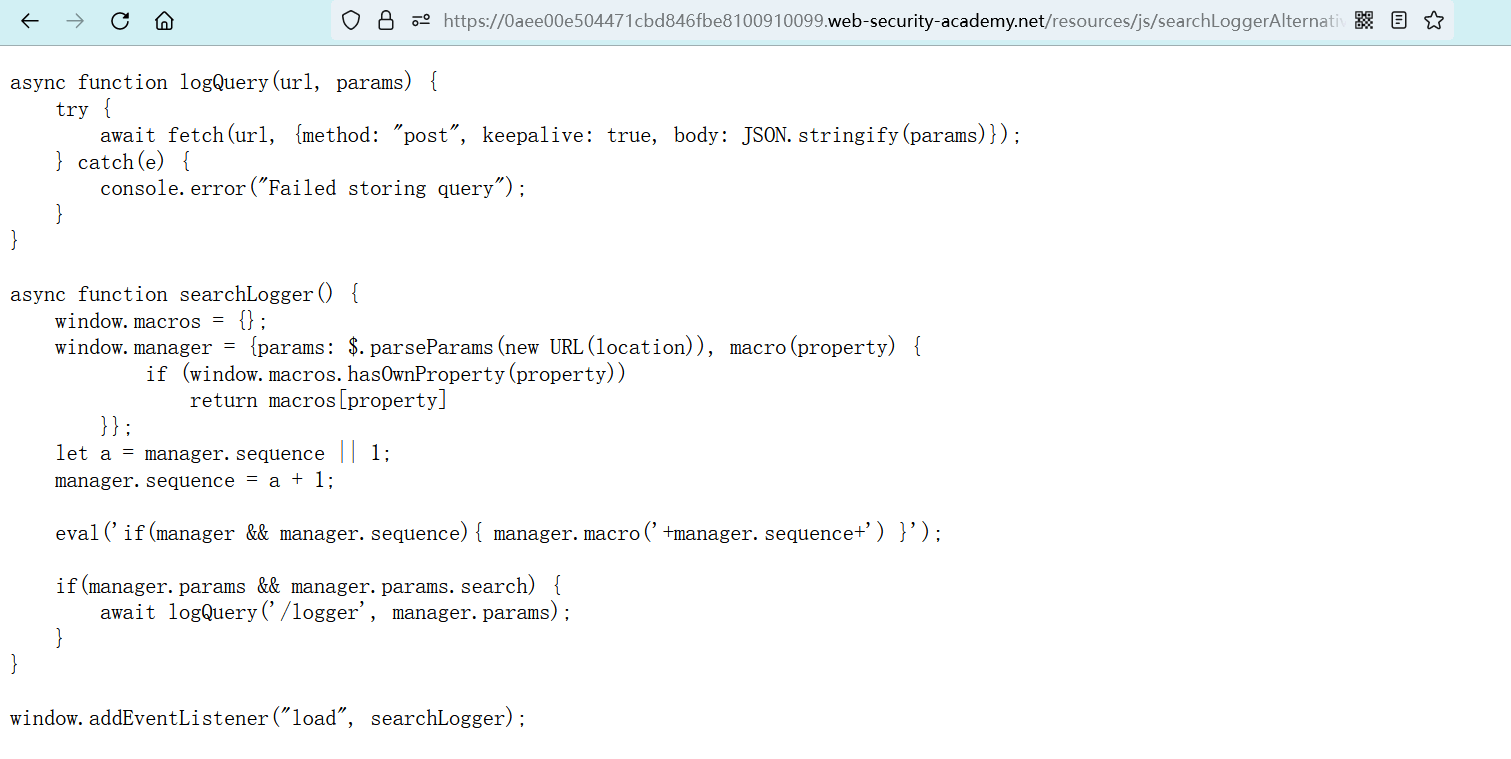 https://0aee00e504471cbd846fbe8100910099.web-security-academy.net/resources/js/searchLoggerAlternati
async function logQuery(url, params) {
    try {
        await fetch(url, {method: "post", keepalive: true, body: JSON.stringify(params)});
    } catch(e) {
        console.error("Failed storing query");
    }
}
async function searchLogger() {
    window.macros = {};
    window.manager = {params: $.parseParams(new URL(location)), macro(property) {
            if (window.macros.hasOwnProperty(property))
                return macros[property]
        }};
    let a = manager.sequence || 1;
    manager.sequence = a + 1;
    eval('if(manager && manager.sequence){ manager.macro('+manager.sequence+') }');
    if(manager.params && manager.params.search) {
        await logQuery('/logger', manager.params);
    }
}
window.addEventListener("load", searchLogger);